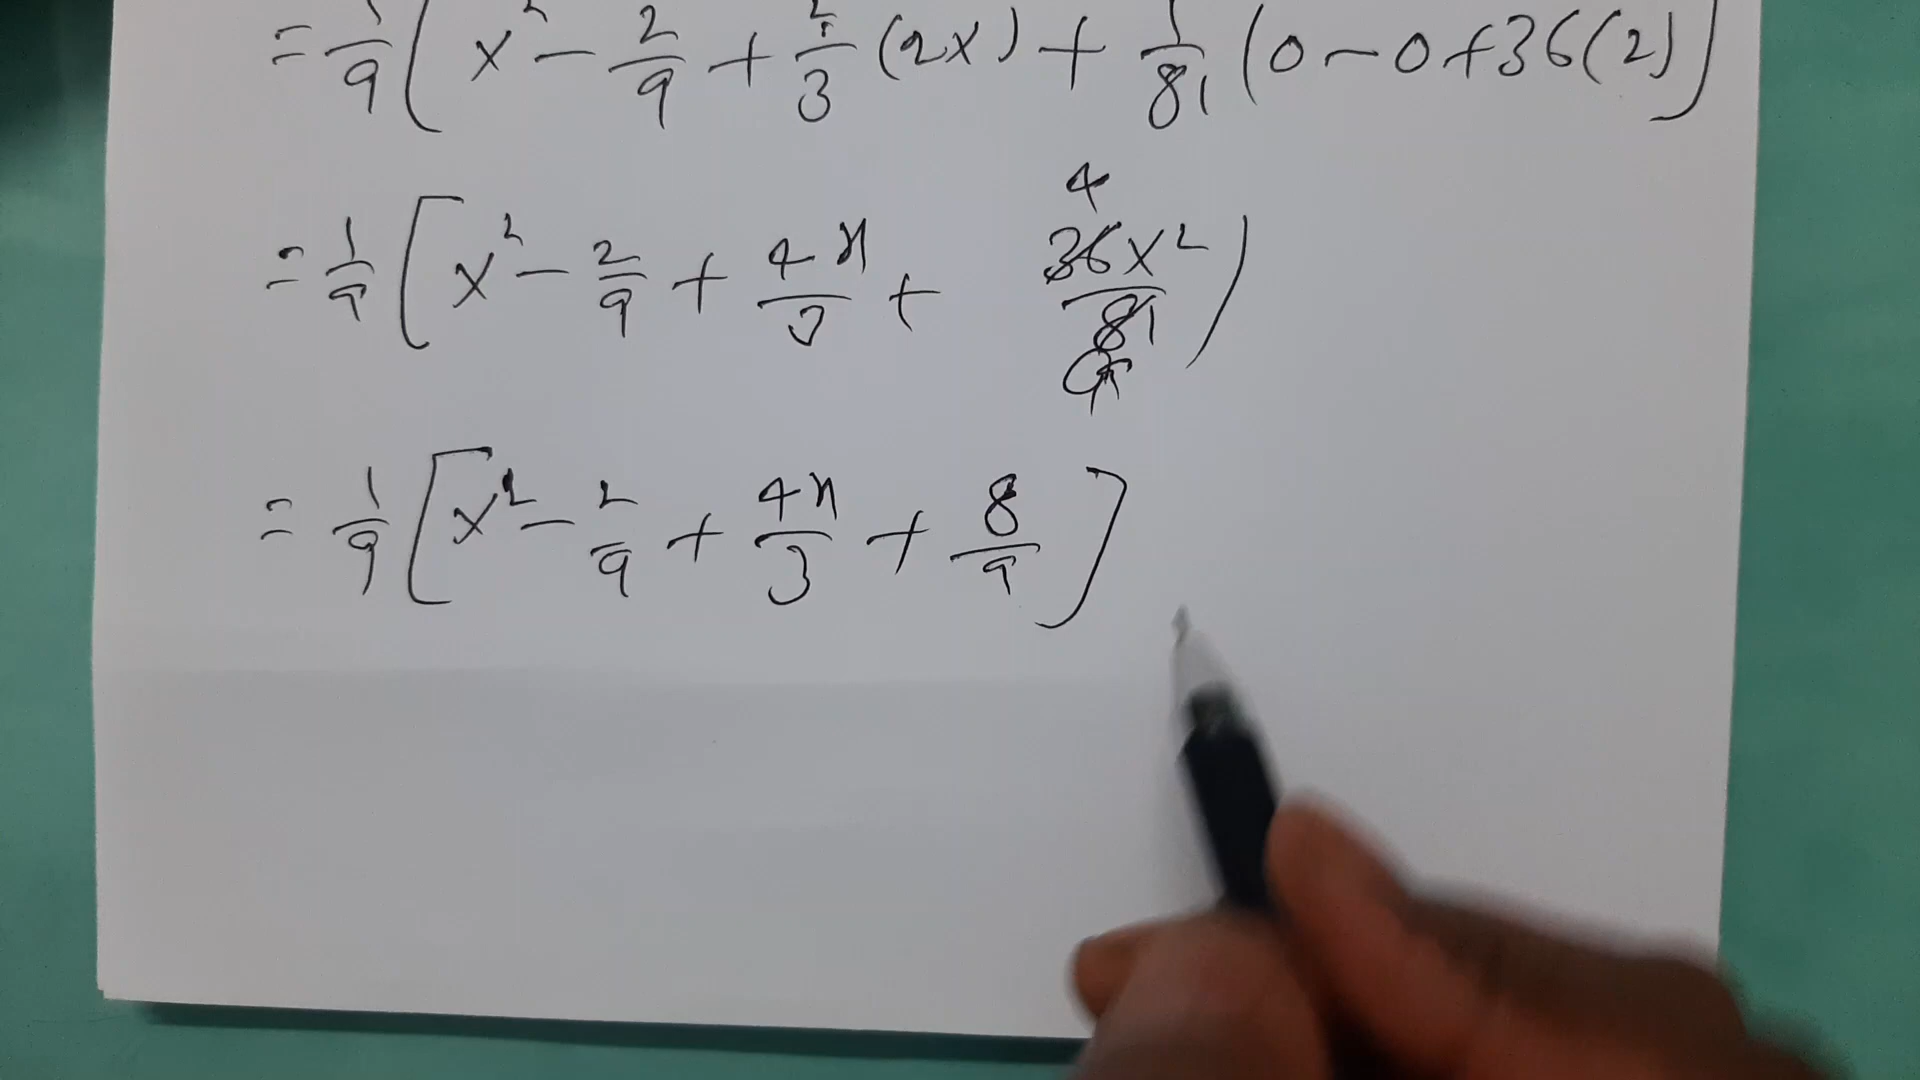 = 1/9 [ x² - 2/9 + 2/3 (2x) + 1/81 (0 - 0 + 36(2) ]
= 1/9 [ x² - 2/9 + 4x/3 + 4 36x2/81 9 )
= 1/9 [ x² - 2/9 + 4x/3 + 8/9 ]